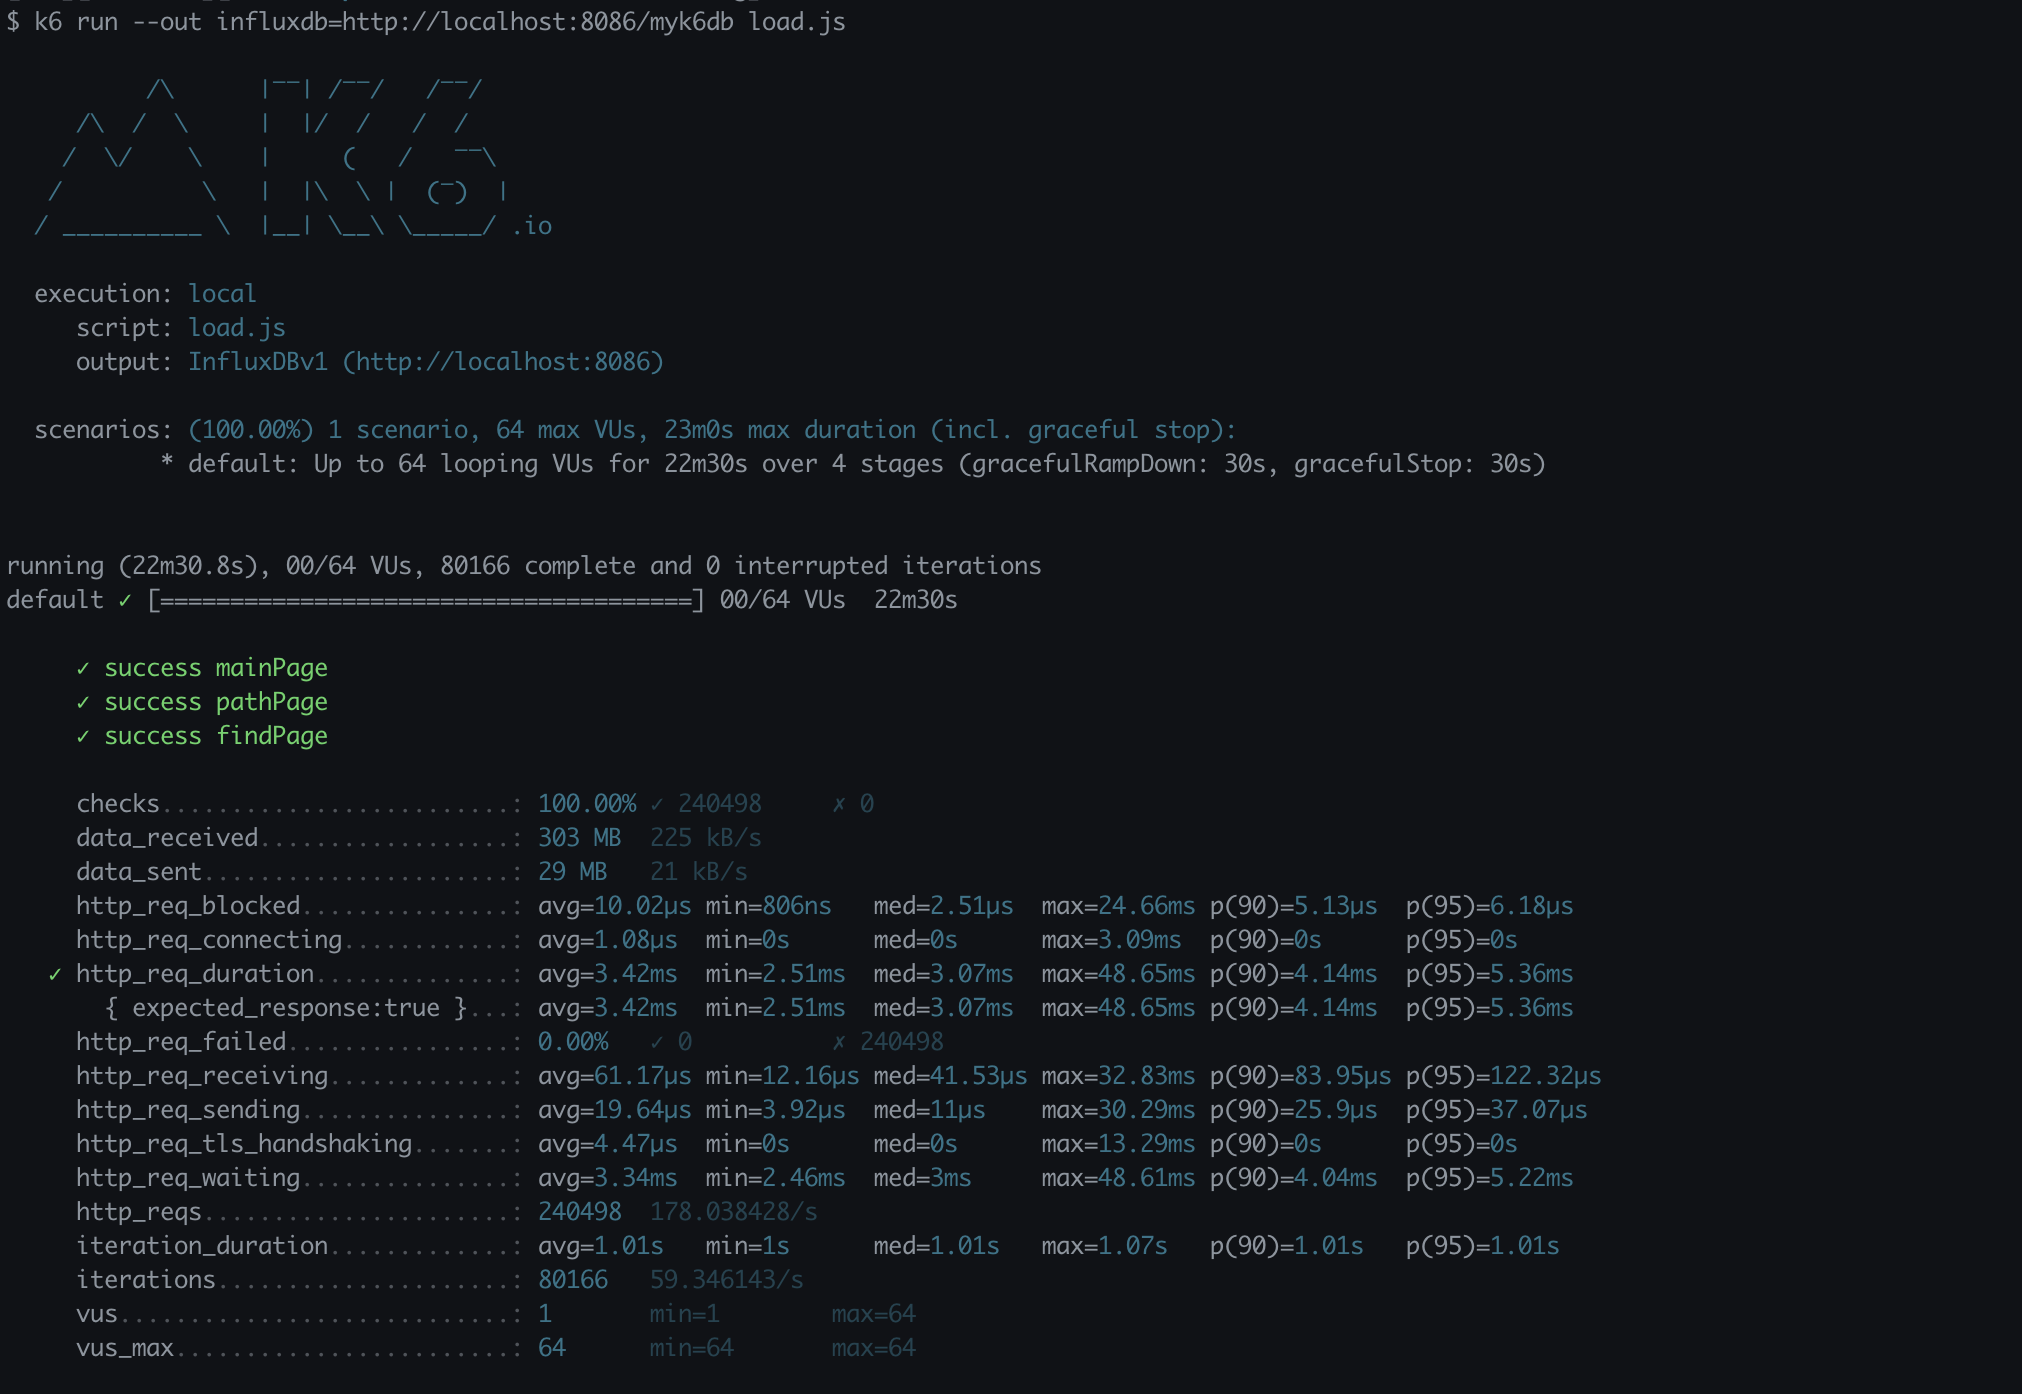 $ k6 run --out influxdb=http://localhost:8086/myk6db load.js

          /\      |‾‾| /‾‾/   /‾‾/
     /\  /  \     |  |/  /   /  /
    /  \/    \    |     (   /   ‾‾\
   /          \   |  |\  \ |  (‾)  |
  / __________ \  |__| \__\ \_____/ .io

  execution: local
     script: load.js
     output: InfluxDBv1 (http://localhost:8086)

  scenarios: (100.00%) 1 scenario, 64 max VUs, 23m0s max duration (incl. graceful stop):
           * default: Up to 64 looping VUs for 22m30s over 4 stages (gracefulRampDown: 30s, gracefulStop: 30s)

running (22m30.8s), 00/64 VUs, 80166 complete and 0 interrupted iterations
default ✓ [======================================] 00/64 VUs  22m30s

     ✓ success mainPage
     ✓ success pathPage
     ✓ success findPage

     checks.........................: 100.00% ✓ 240498     ✗ 0
     data_received..................: 303 MB  225 kB/s
     data_sent......................: 29 MB   21 kB/s
     http_req_blocked...............: avg=10.02µs min=806ns   med=2.51µs  max=24.66ms p(90)=5.13µs  p(95)=6.18µs
     http_req_connecting............: avg=1.08µs  min=0s      med=0s      max=3.09ms  p(90)=0s      p(95)=0s
   ✓ http_req_duration..............: avg=3.42ms  min=2.51ms  med=3.07ms  max=48.65ms p(90)=4.14ms  p(95)=5.36ms
       { expected_response:true }...: avg=3.42ms  min=2.51ms  med=3.07ms  max=48.65ms p(90)=4.14ms  p(95)=5.36ms
     http_req_failed................: 0.00%   ✓ 0          ✗ 240498
     http_req_receiving.............: avg=61.17µs min=12.16µs med=41.53µs max=32.83ms p(90)=83.95µs p(95)=122.32µs
     http_req_sending...............: avg=19.64µs min=3.92µs  med=11µs    max=30.29ms p(90)=25.9µs  p(95)=37.07µs
     http_req_tls_handshaking.......: avg=4.47µs  min=0s      med=0s      max=13.29ms p(90)=0s      p(95)=0s
     http_req_waiting...............: avg=3.34ms  min=2.46ms  med=3ms     max=48.61ms p(90)=4.04ms  p(95)=5.22ms
     http_reqs......................: 240498  178.038428/s
     iteration_duration.............: avg=1.01s   min=1s      med=1.01s   max=1.07s   p(90)=1.01s   p(95)=1.01s
     iterations.....................: 80166   59.346143/s
     vus............................: 1       min=1        max=64
     vus_max........................: 64      min=64       max=64